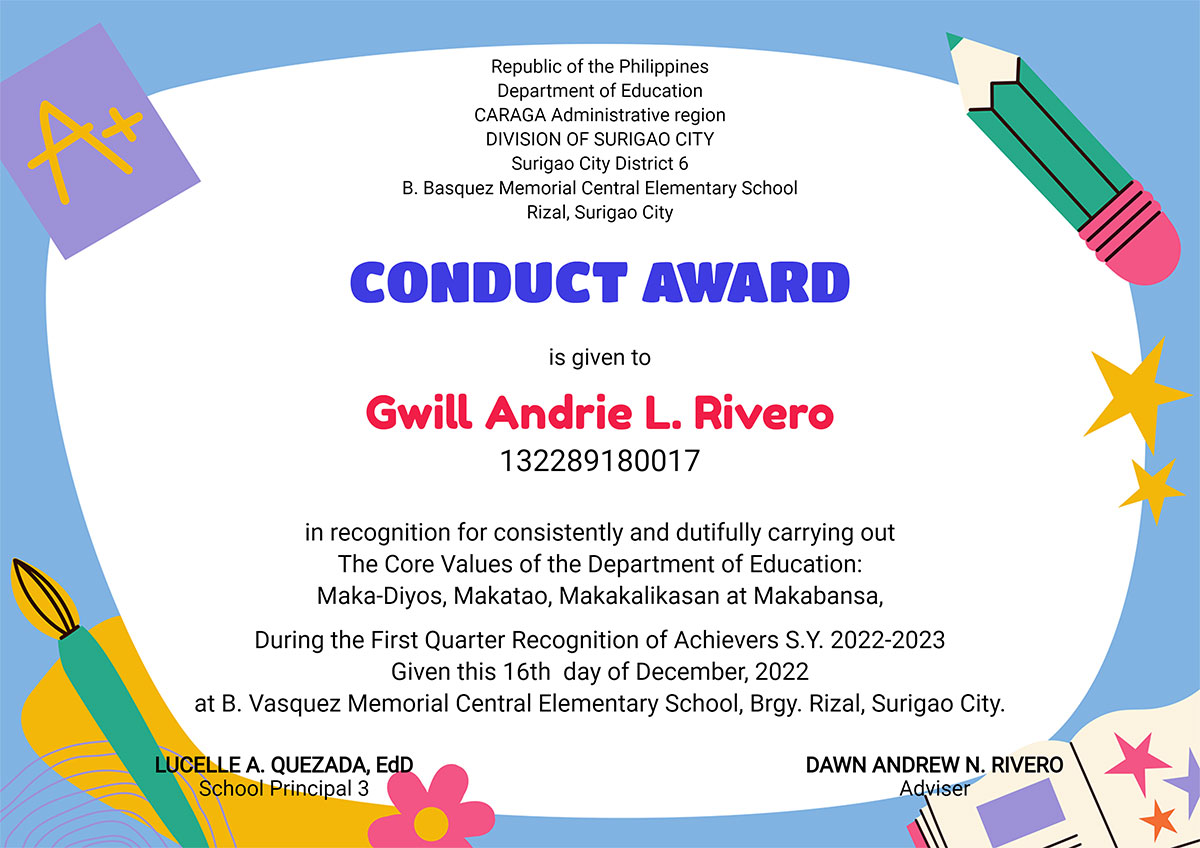 A+
Republic of the Philippines
Department of Education
CARAGA Administrative region
DIVISION OF SURIGAO CITY
Surigao City District 6
B. Basquez Memorial Central Elementary School
Rizal, Surigao City
CONDUCT AWARD
is given to
Gwill Andrie L. Rivero
132289180017
in recognition for consistently and dutifully carrying out
The Core Values of the Department of Education:
Maka-Diyos, Makatao, Makakalikasan at Makabansa,
During the First Quarter Recognition of Achievers S.Y. 2022-2023
Given this 16th day of December, 2022
at B. Vasquez Memorial Central Elementary School, Brgy. Rizal, Surigao City.
LUCELLE A. QUEZADA, EdD
School Principal 3
DAWN ANDREW N. RIVERO
Adviser